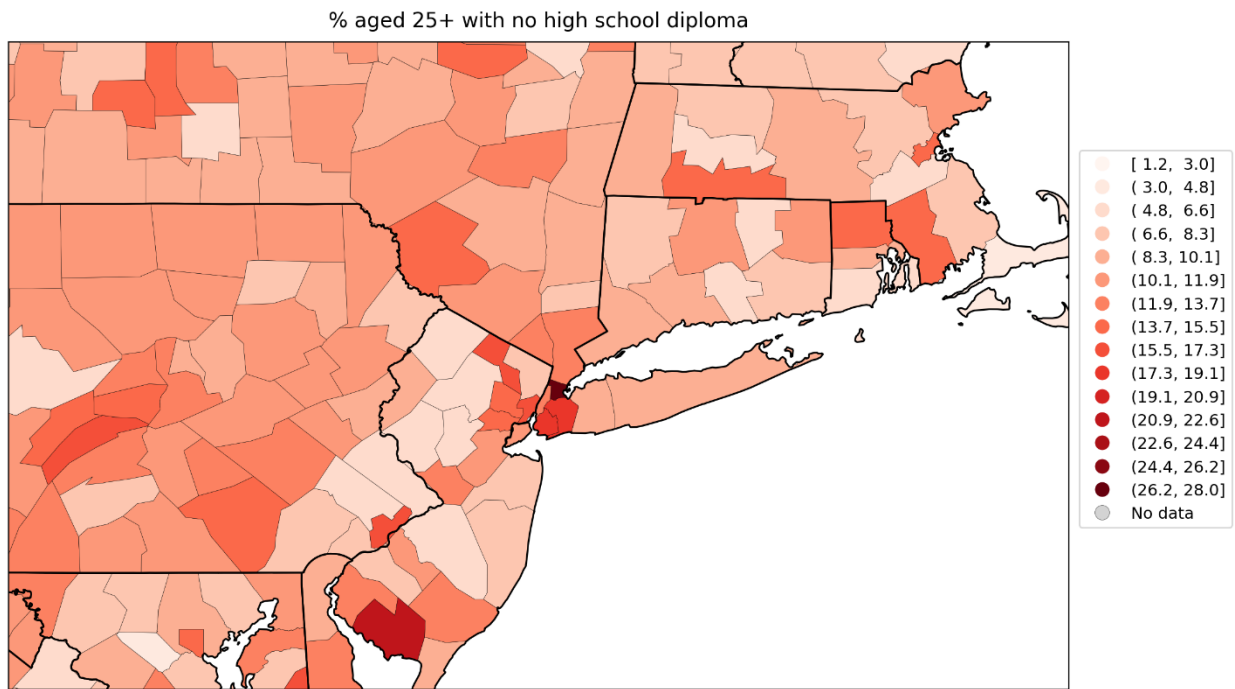 % aged 25+ with no high school diploma
[ 1.2, 3.0]
( 3.0, 4.8]
( 4.8, 6.6]
( 6.6, 8.3]
( 8.3, 10.1]
(10.1, 11.9]
(11.9, 13.7]
(13.7, 15.5]
(15.5, 17.3]
(17.3, 19.1]
(19.1, 20.9]
(20.9, 22.6]
(22.6, 24.4]
(24.4, 26.2]
(26.2, 28.0]
No data